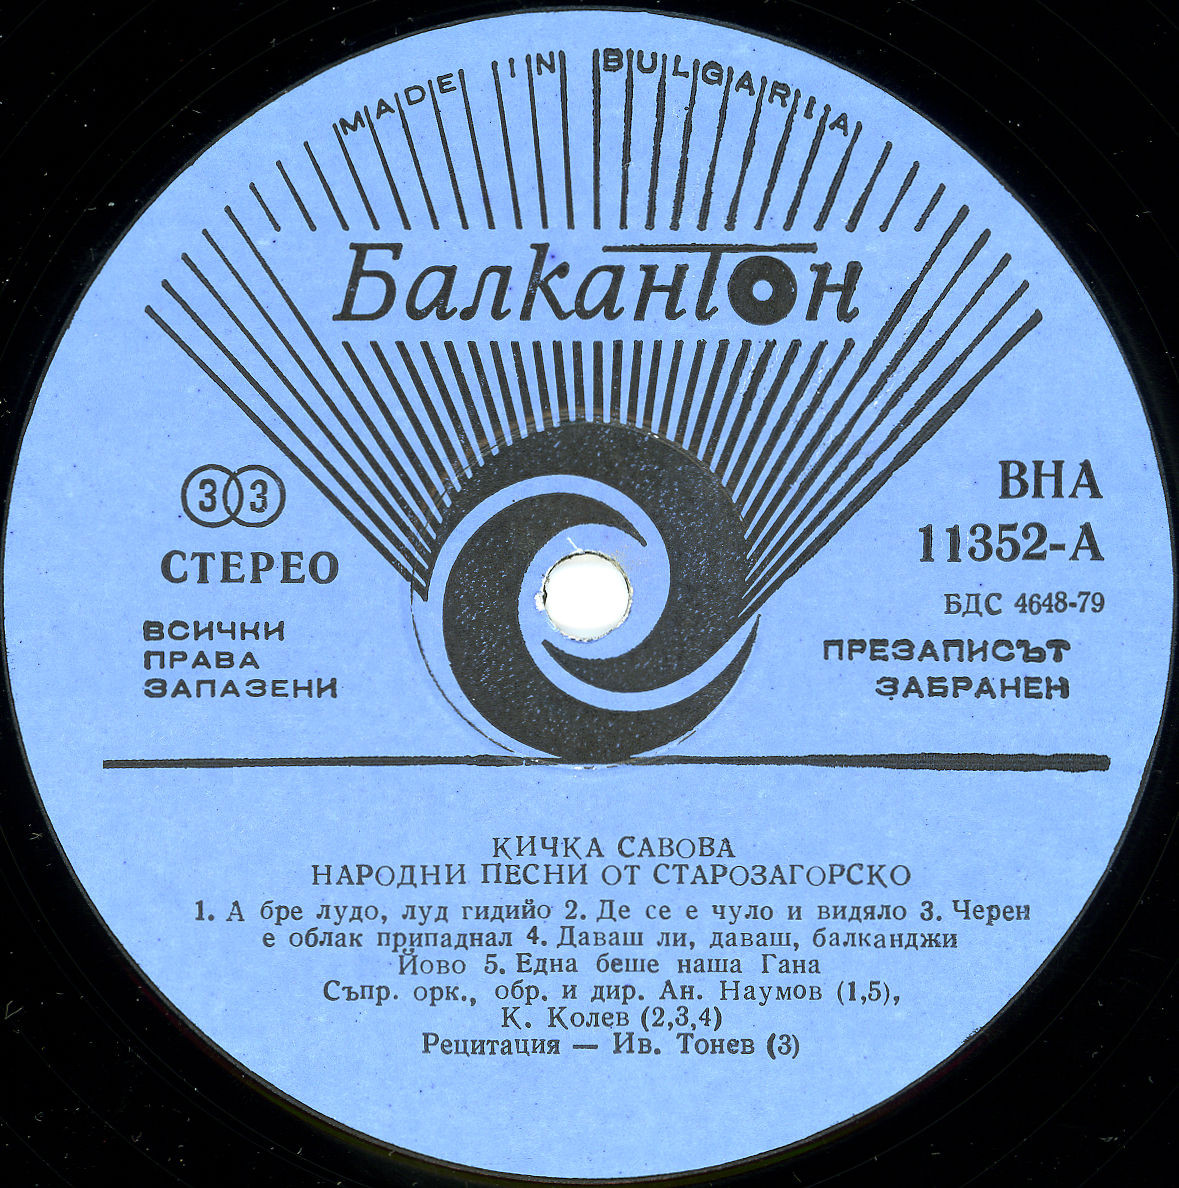 MADE IN BULGARIA
Балкантон
33
СТЕРЕО
ВСИЧКИ
ПРАВА
ЗАПАЗЕНИ
ВНА
11352-А
БДС 4648-79
ПРЕЗАПИСЪТ
ЗАБРАНЕН
КИЧКА САВОВА
НАРОДНИ ПЕСНИ ОТ СТАРОЗАГОРСКО
1. А бре лудо, луд гидийо 2. Де се е чуло и видяло 3. Черен
е облак припаднал 4. Даваш ли, даваш, балканджи
Йово 5. Една беше наша Гана
Съпр. орк., обр. и дир. Ан. Наумов (1,5),
К. Колев (2,3,4)
Рецитация — Ив. Тонев (3)